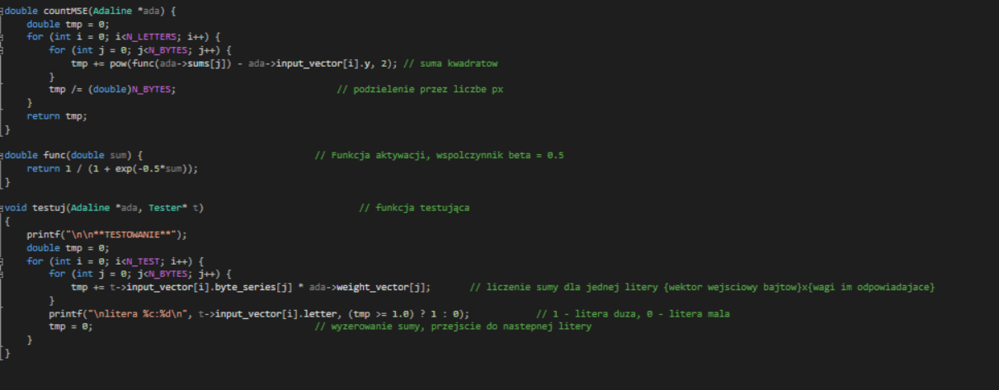 double countMSE(Adaline *ada) {
double tmp = 0;
for (int i = 0; i<N_LETTERS; i++) {
for (int j = 0; j<N_BYTES; j++) {
tmp += pow(func(ada->sums[j]) - ada->input_vector[i].y, 2); // suma kwadratow
}
tmp /= (double)N_BYTES; // podzielenie przez liczbe px
}
return tmp;
}
double func(double sum) { // Funkcja aktywacji, wspolczynnik beta = 0.5
return 1 / (1 + exp(-0.5*sum));
}
void testuj(Adaline *ada, Tester* t) // funkcja testująca
{
printf("\n\n**TESTOWANIE**");
double tmp = 0;
for (int i = 0; i<N_TEST; i++) {
for (int j = 0; j<N_BYTES; j++) {
tmp += t->input_vector[i].byte_series[j] * ada->weight_vector[j]; // liczenie sumy dla jednej litery {wektor wejsciowy bajtow}x{wagi im odpowiadajace}
}
printf("\nlitera %c:%d\n", t->input_vector[i].letter, (tmp >= 1.0) ? 1 : 0); // 1 - litera duza, 0 - litera mala
tmp = 0; // wyzerowanie sumy, przejscie do nastepnej litery
}
}